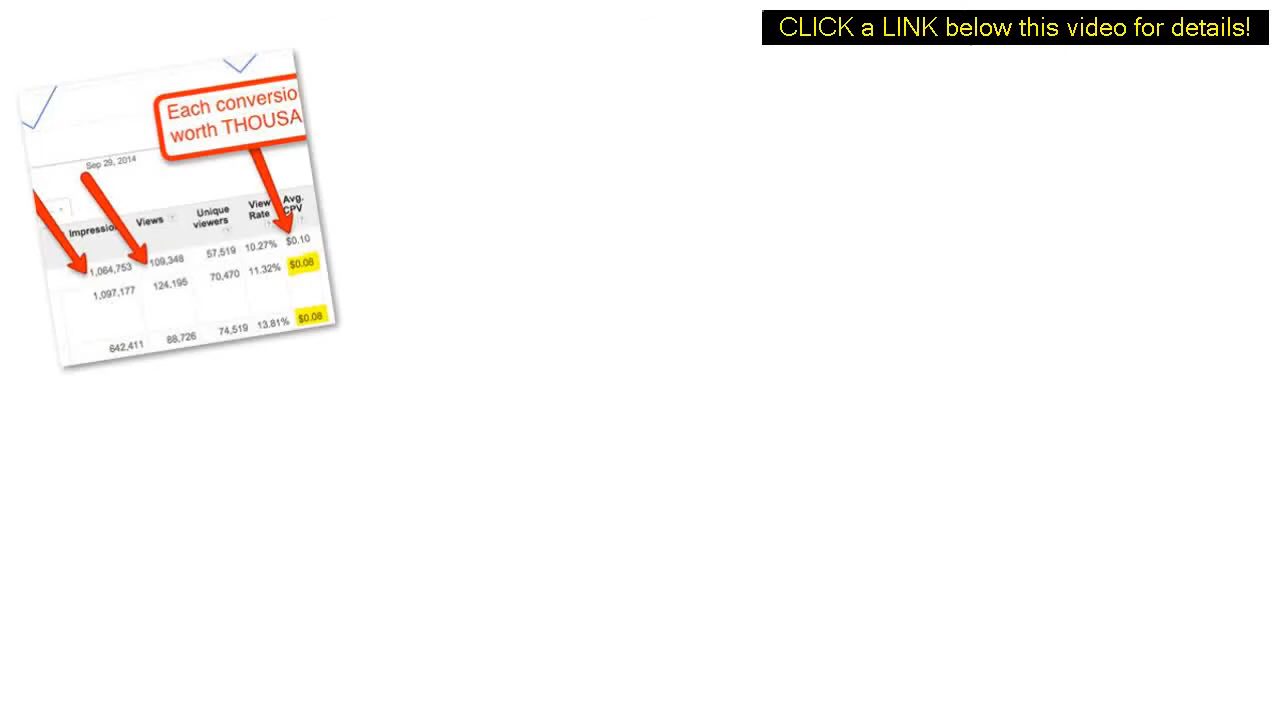 CLICK a LINK below this video for details!
Each conversio
worth THOUSA
Sep 29, 2014
Impression Views Unique viewers View Rate Avg. CPV
1,064,753 109,348 57,519 10.27% $0.10
1,097,177 124,195 70,470 11.32% $0.08
642,411 88,726 74,519 13.81% $0.08